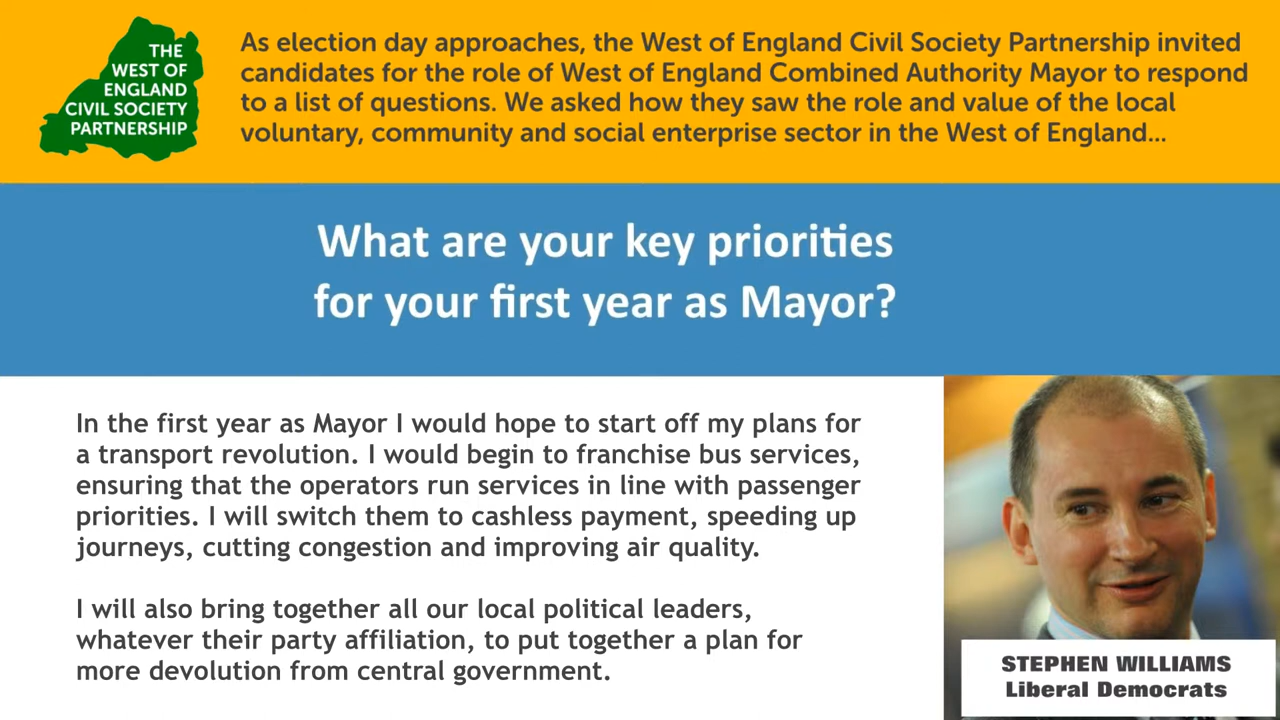 THE
WEST OF
ENGLAND
CIVIL SOCIETY
PARTNERSHIP
As election day approaches, the West of England Civil Society Partnership invited
candidates for the role of West of England Combined Authority Mayor to respond
to a list of questions. We asked how they saw the role and value of the local
voluntary, community and social enterprise sector in the West of England...
What are your key priorities
for your first year as Mayor?
In the first year as Mayor I would hope to start off my plans for
a transport revolution. I would begin to franchise bus services,
ensuring that the operators run services in line with passenger
priorities. I will switch them to cashless payment, speeding up
journeys, cutting congestion and improving air quality.
I will also bring together all our local political leaders,
whatever their party affiliation, to put together a plan for
more devolution from central government.
STEPHEN WILLIAMS
Liberal Democrats